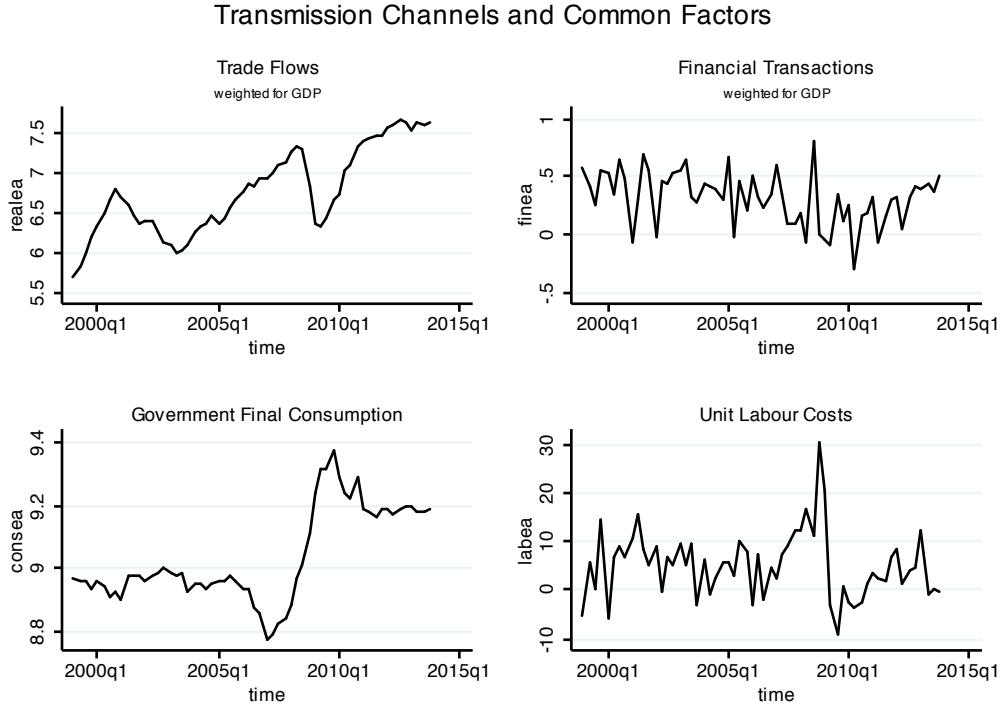 Transmission Channels and Common Factors
Trade Flows
weighted for GDP
realea
7.5
7
6.5
6
5.5
2000q1 2005q1 2010q1 2015q1
time
Financial Transactions
weighted for GDP
finea
1
.5
0
-.5
2000q1 2005q1 2010q1 2015q1
time
Government Final Consumption
consea
9.4
9.2
9
8.8
2000q1 2005q1 2010q1 2015q1
time
Unit Labour Costs
labea
30
20
10
0
-10
2000q1 2005q1 2010q1 2015q1
time